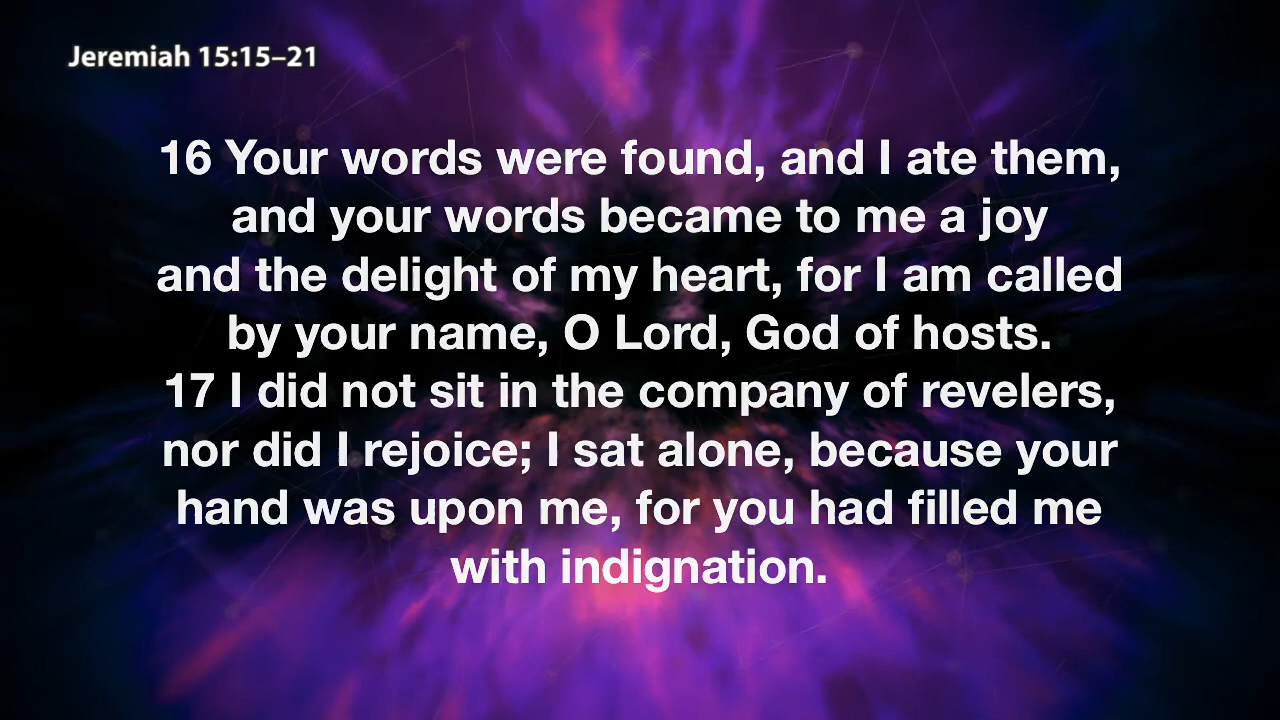 Jeremiah 15:15–21
16 Your words were found, and I ate them,
and your words became to me a joy
and the delight of my heart, for I am called
by your name, O Lord, God of hosts.
17 I did not sit in the company of revelers,
nor did I rejoice; I sat alone, because your
hand was upon me, for you had filled me
with indignation.